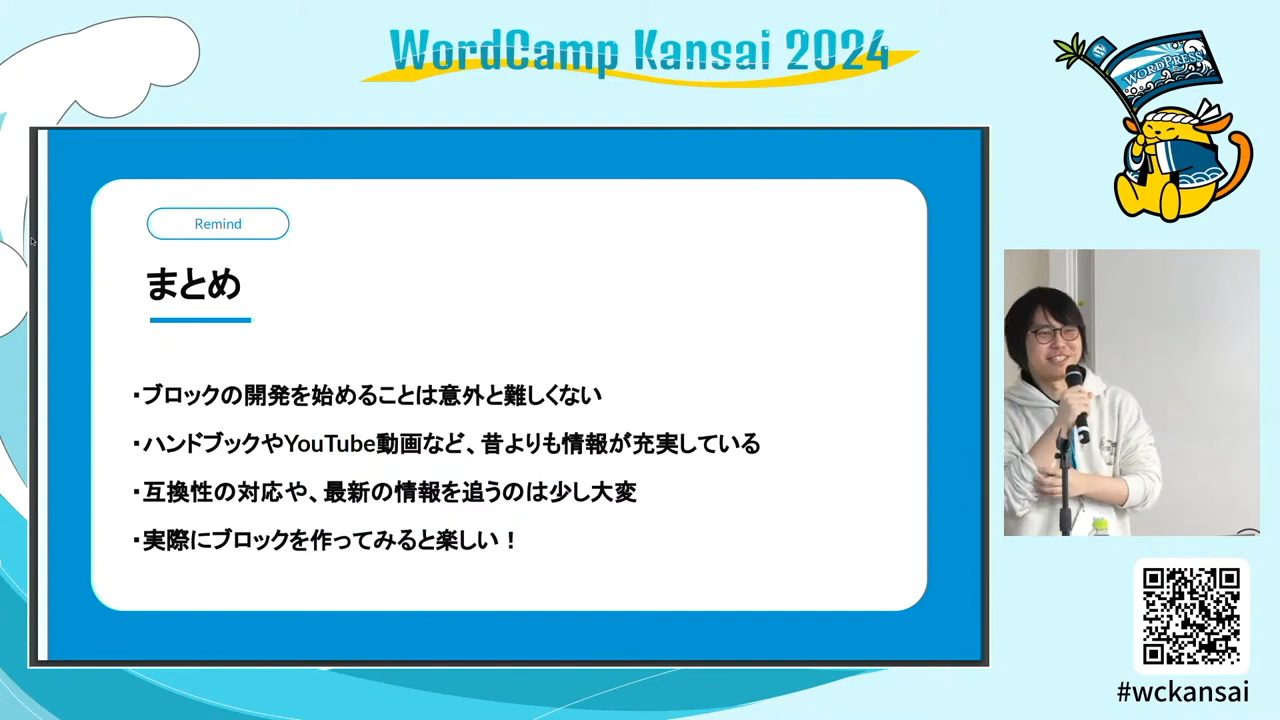 WordCamp Kansai 2024
WORDPRESS
W
Remind
まとめ
・ブロックの開発を始めることは意外と難しくない
・ハンドブックやYouTube動画など、昔よりも情報が充実している
・互換性の対応や、最新の情報を追うのは少し大変
・実際にブロックを作ってみると楽しい！
#wckansai